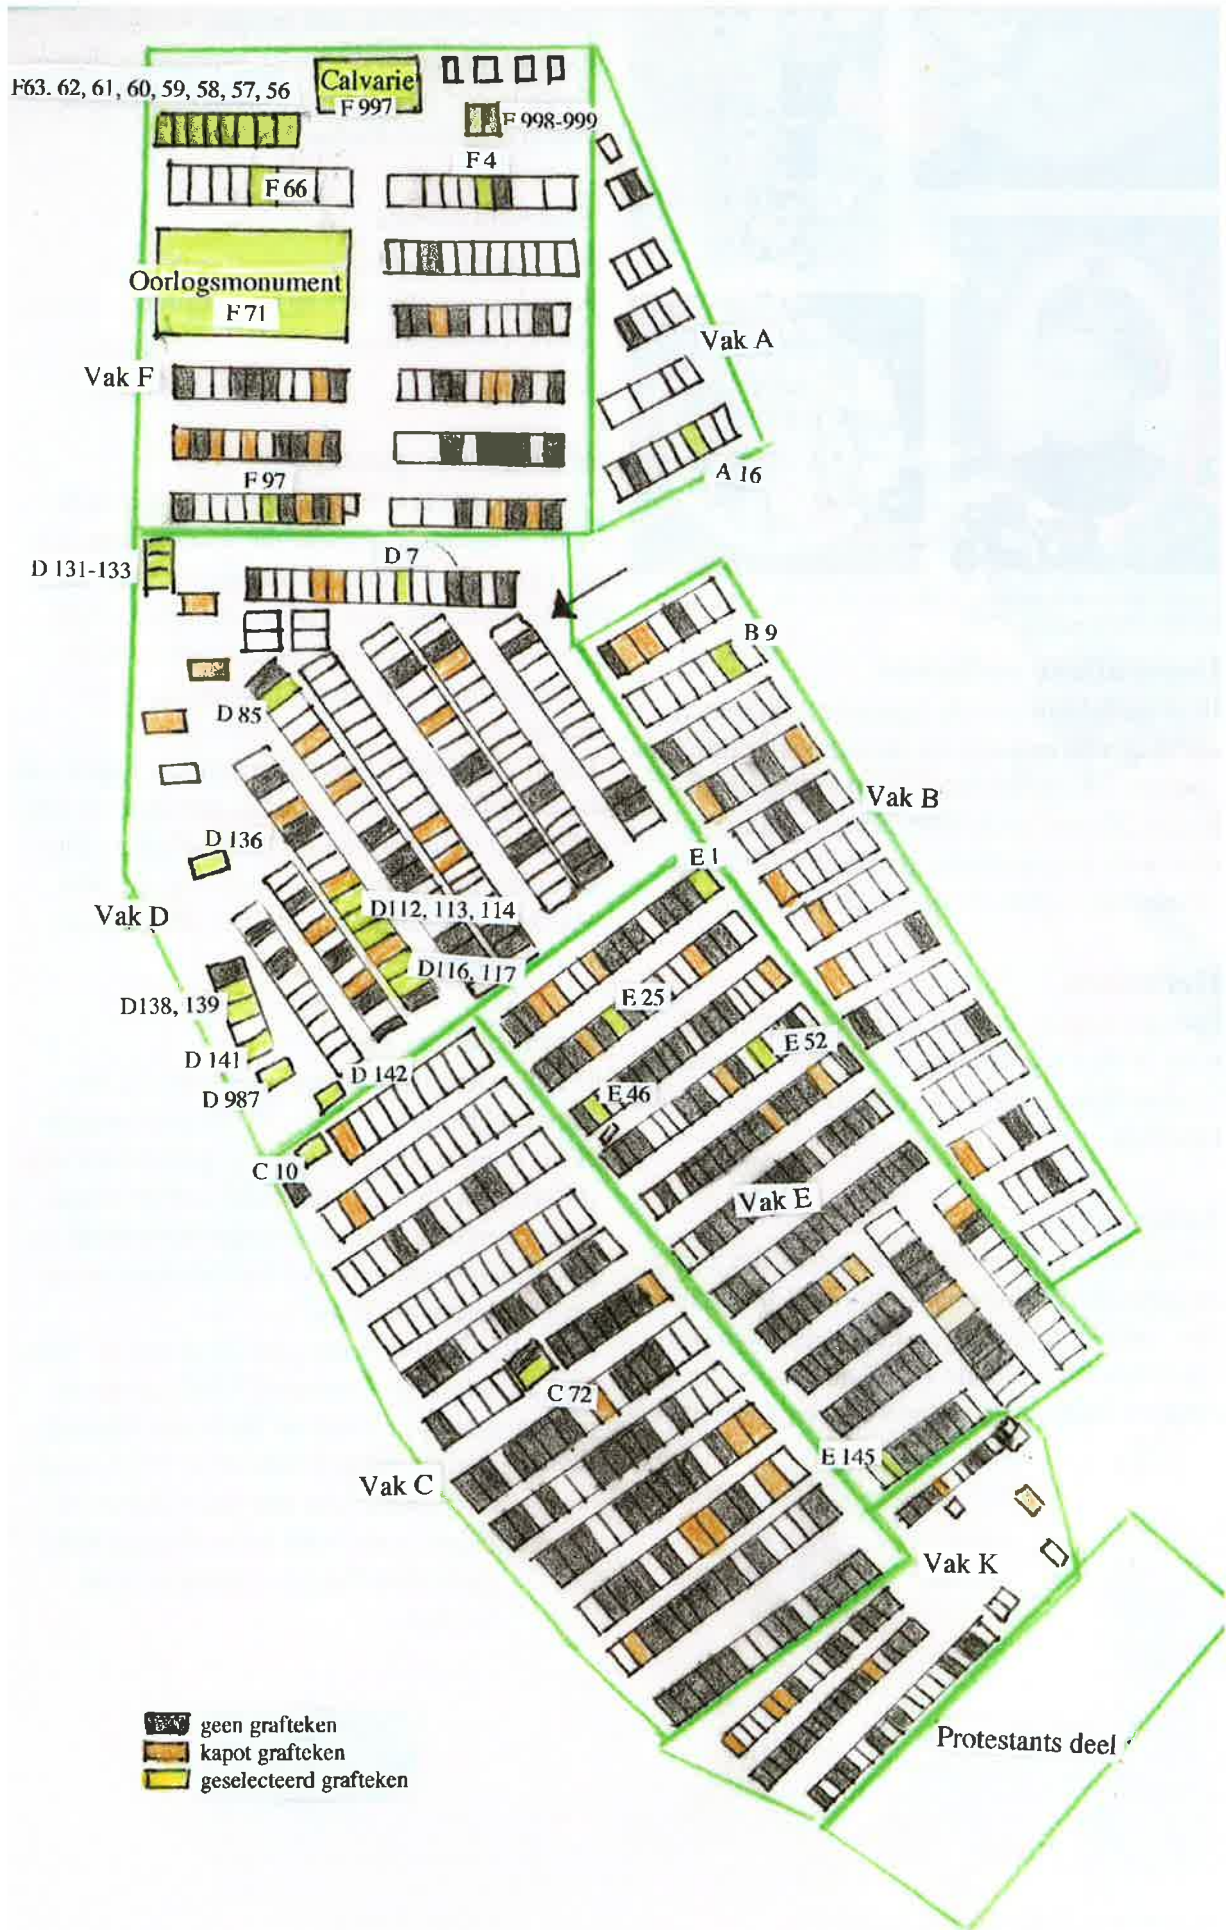 F63. 62, 61, 60, 59, 58, 57, 56
Calvarie
F 997
F 998-999
F 4
F 66
Oorlogsmonument
F 71
Vak A
Vak F
A 16
F 97
D 7
D 131-133
B 9
D 85
Vak B
D 136
E 1
Vak D
D112, 113, 114
D116, 117
E 25
D138, 139
E 52
D 141
D 142
D 987
E 46
C 10
Vak E
C 72
E 145
Vak C
Vak K
geen grafteken
kapot grafteken
geselecteerd grafteken
Protestants deel